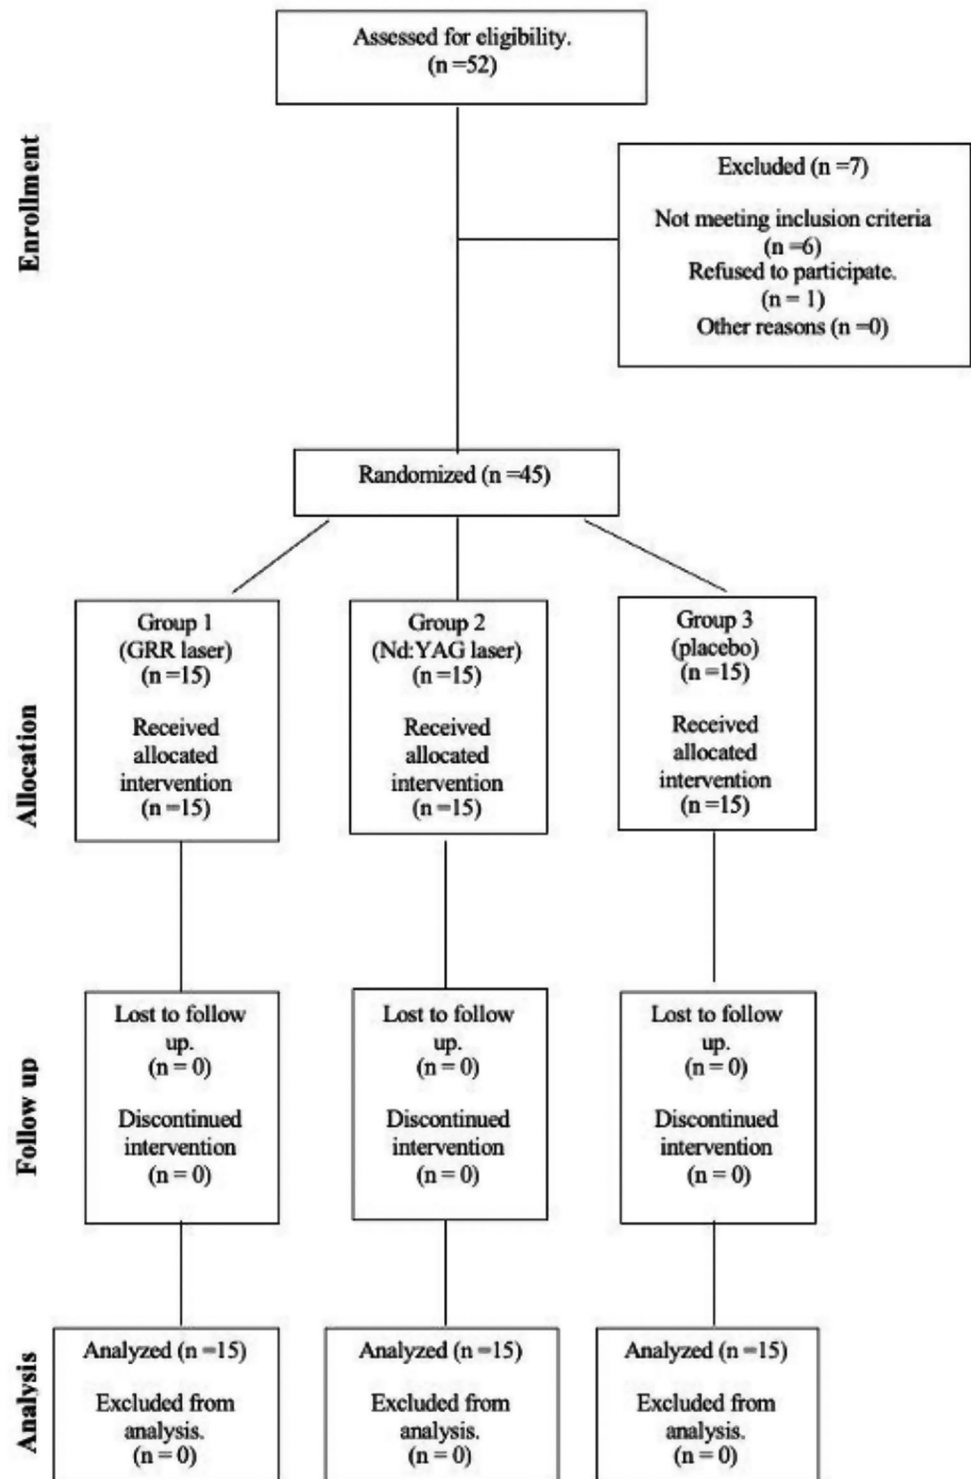 Assessed for eligibility.
(n =52)
Enrollment
Excluded (n =7)
Not meeting inclusion criteria
(n =6)
Refused to participate.
(n = 1)
Other reasons (n =0)
Randomized (n =45)
Allocation
Group 1
(GRR laser)
(n =15)
Received
allocated
intervention
(n =15)
Group 2
(Nd:YAG laser)
(n =15)
Received
allocated
intervention
(n =15)
Group 3
(placebo)
(n =15)
Received
allocated
intervention
(n =15)
Follow up
Lost to follow
up.
(n = 0)
Discontinued
intervention
(n = 0)
Lost to follow
up.
(n = 0)
Discontinued
intervention
(n = 0)
Lost to follow
up.
(n = 0)
Discontinued
intervention
(n = 0)
Analysis
Analyzed (n =15)
Excluded from
analysis.
(n = 0)
Analyzed (n =15)
Excluded from
analysis.
(n = 0)
Analyzed (n =15)
Excluded from
analysis.
(n = 0)